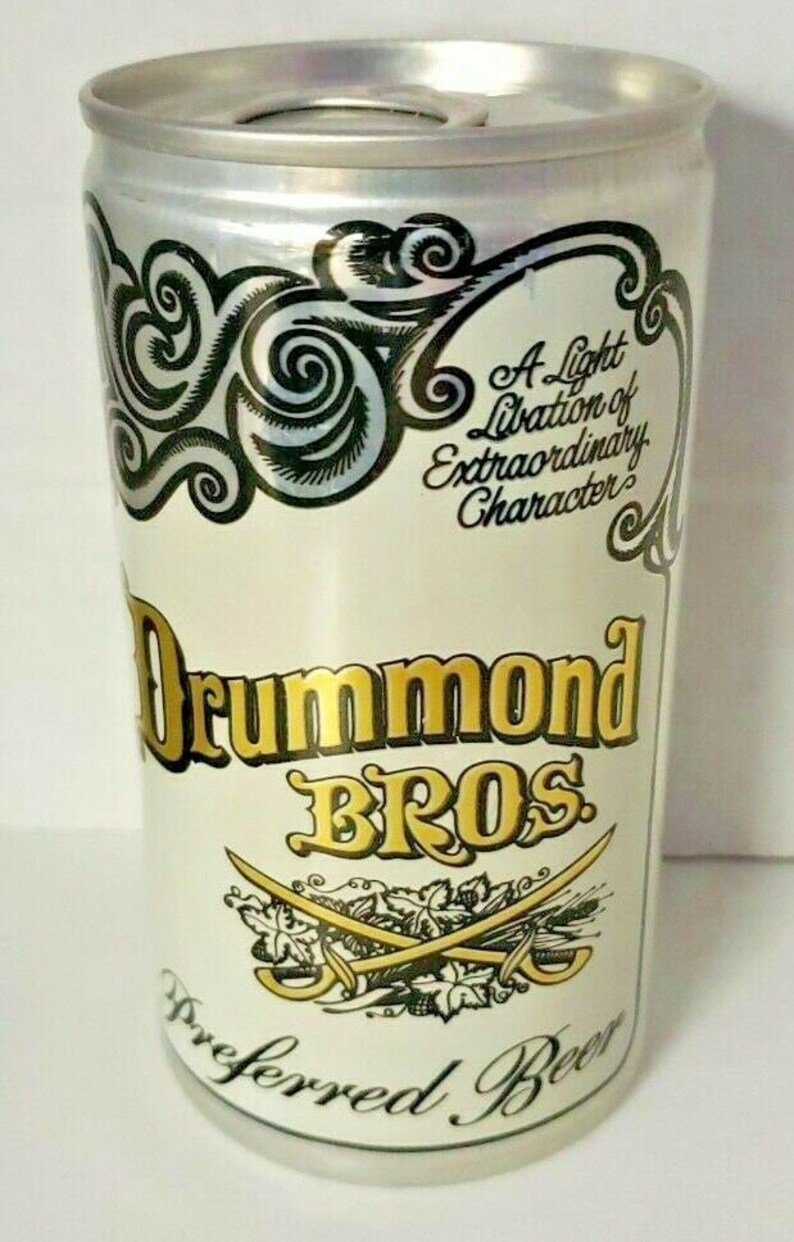 A Light
Libation of
Extraordinary
Character
Drummond
BROS.
Preferred Beer